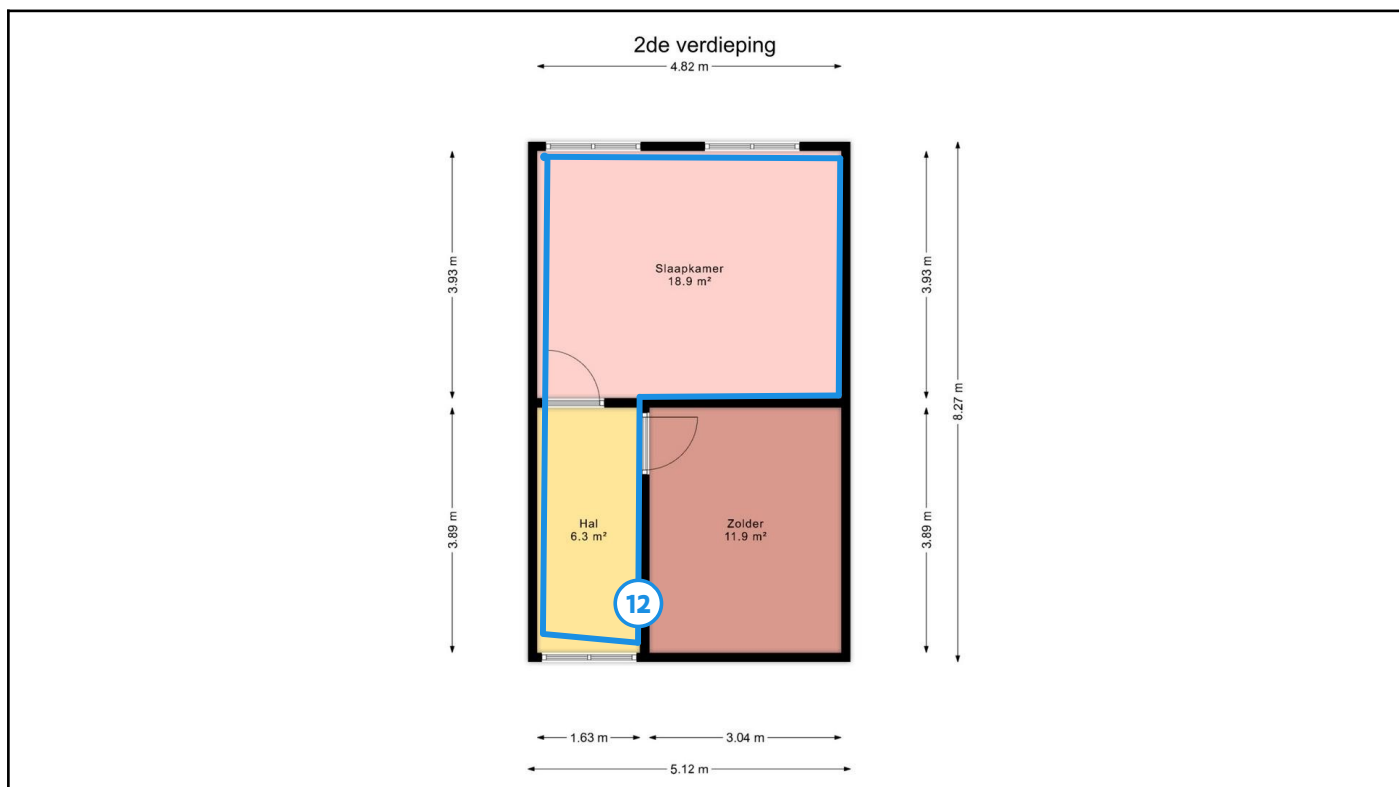 2de verdieping
4.82 m
3.93 m
3.93 m
Slaapkamer
18.9 m²
8.27 m
3.89 m
3.89 m
Hal
6.3 m²
Zolder
11.9 m²
12
1.63 m
3.04 m
5.12 m